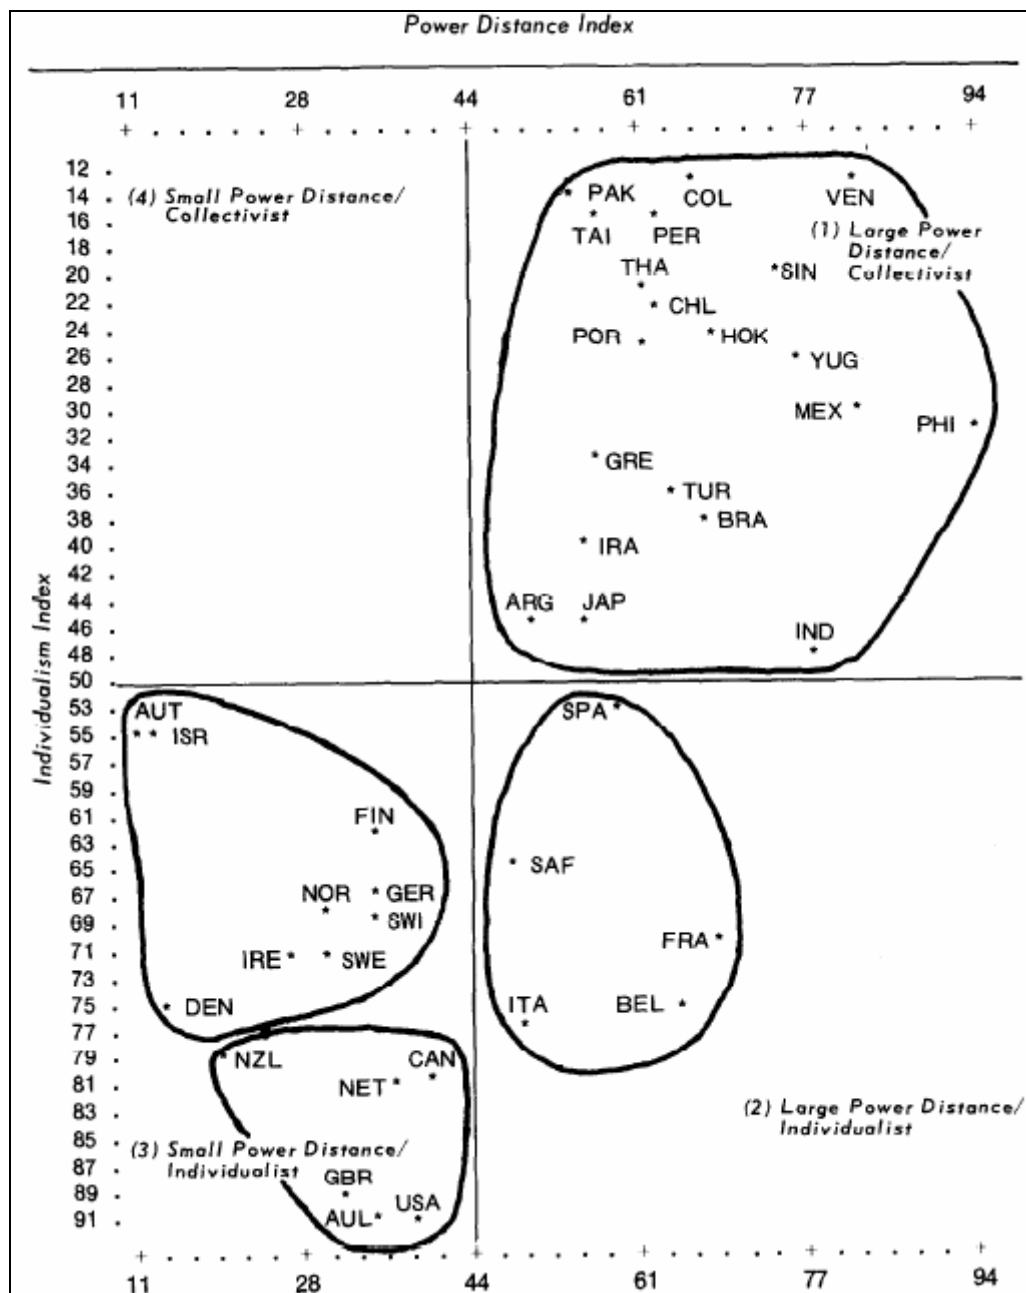 Power Distance Index
11 28 44 61 77 94
12
14
16
18
20
22
24
26
28
30
32
34
36
38
40
42
44
46
48
50
53
55
57
59
61
63
65
67
69
71
73
75
77
79
81
83
85
87
89
91
Individualism Index
(4) Small Power Distance/
Collectivist
PAK COL VEN
TAI PER
(1) Large Power
Distance/
Collectivist
THA SIN
CHL
POR HOK
YUG
MEX
PHI
GRE
TUR
BRA
IRA
ARG JAP
IND
AUT
ISR
SPA
FIN
SAF
NOR GER
SWI
FRA
IRE SWE
DEN ITA BEL
NZL CAN
NET
(2) Large Power Distance/
Individualist
(3) Small Power Distance/
Individualist
GBR
AUL USA
11 28 44 61 77 94